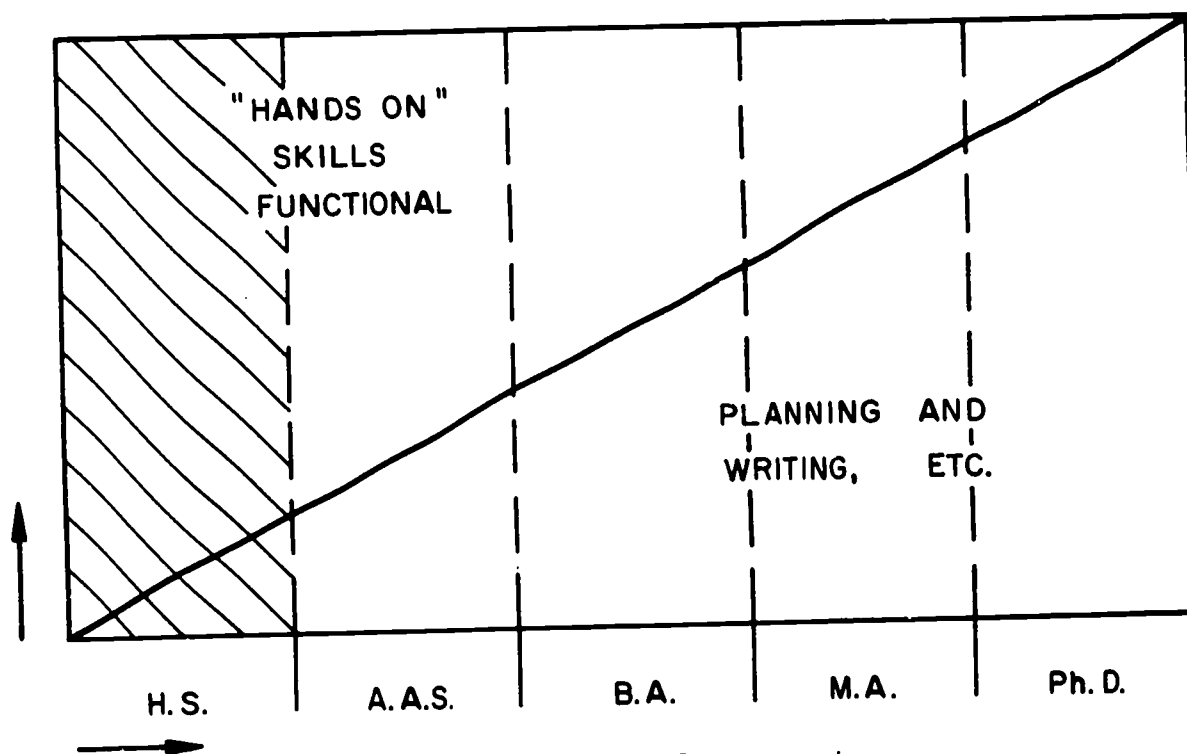 "HANDS ON"
SKILLS
FUNCTIONAL
PLANNING AND
WRITING, ETC.
H.S. A.A.S. B.A. M.A. Ph.D.